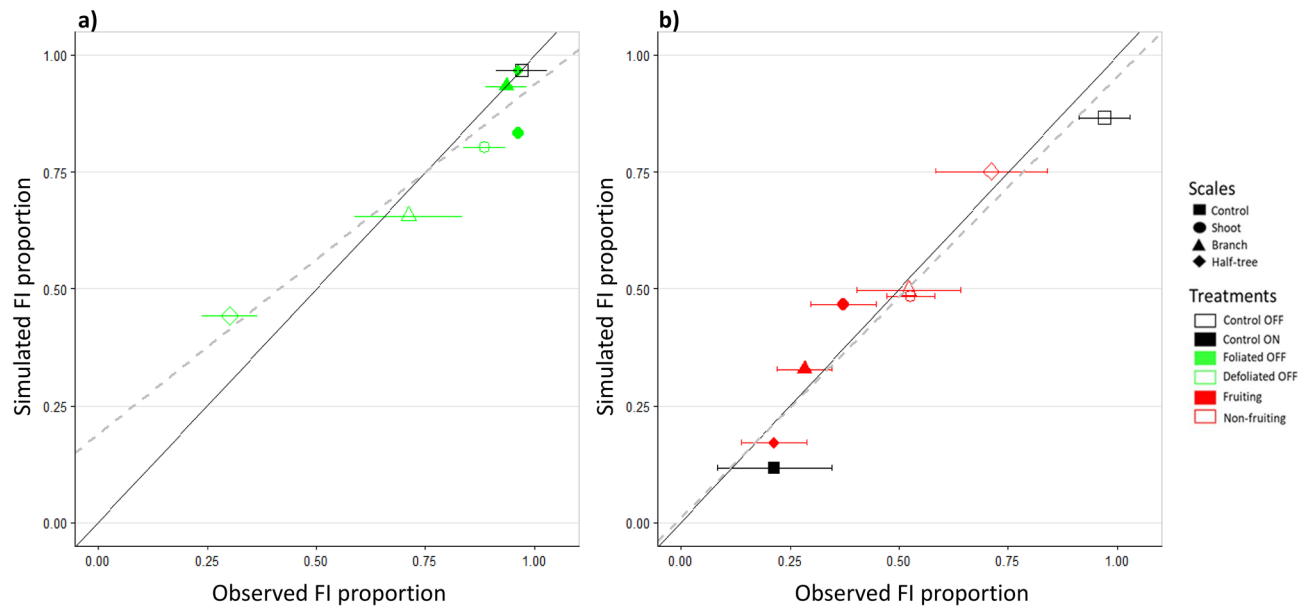 a)
1.00
0.75
0.50
0.25
0.00
Simulated FI proportion
0.00 0.25 0.50 0.75 1.00
Observed FI proportion
b)
1.00
0.75
0.50
0.25
0.00
Simulated FI proportion
0.00 0.25 0.50 0.75 1.00
Observed FI proportion
Scales
Control
Shoot
Branch
Half-tree
Treatments
Control OFF
Control ON
Foliated OFF
Defoliated OFF
Fruiting
Non-fruiting